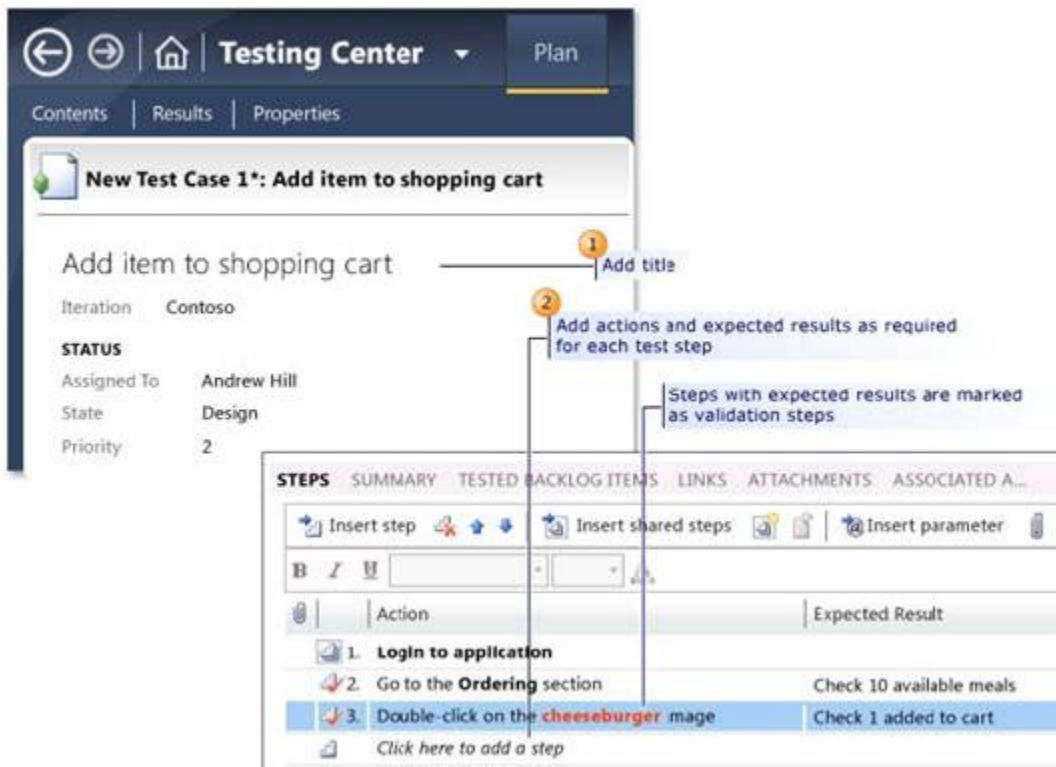 Testing Center
Plan
Contents | Results | Properties
New Test Case 1*: Add item to shopping cart
Add item to shopping cart
1
Add title
Iteration Contoso
2
Add actions and expected results as required
for each test step
STATUS
Assigned To Andrew Hill
State Design
Priority 2
Steps with expected results are marked
as validation steps
STEPS SUMMARY TESTED BACKLOG ITEMS LINKS ATTACHMENTS ASSOCIATED A...
Insert step Insert shared steps Insert parameter
B I U
Action Expected Result
1. Login to application
2. Go to the Ordering section Check 10 available meals
3. Double-click on the cheeseburger mage Check 1 added to cart
Click here to add a step